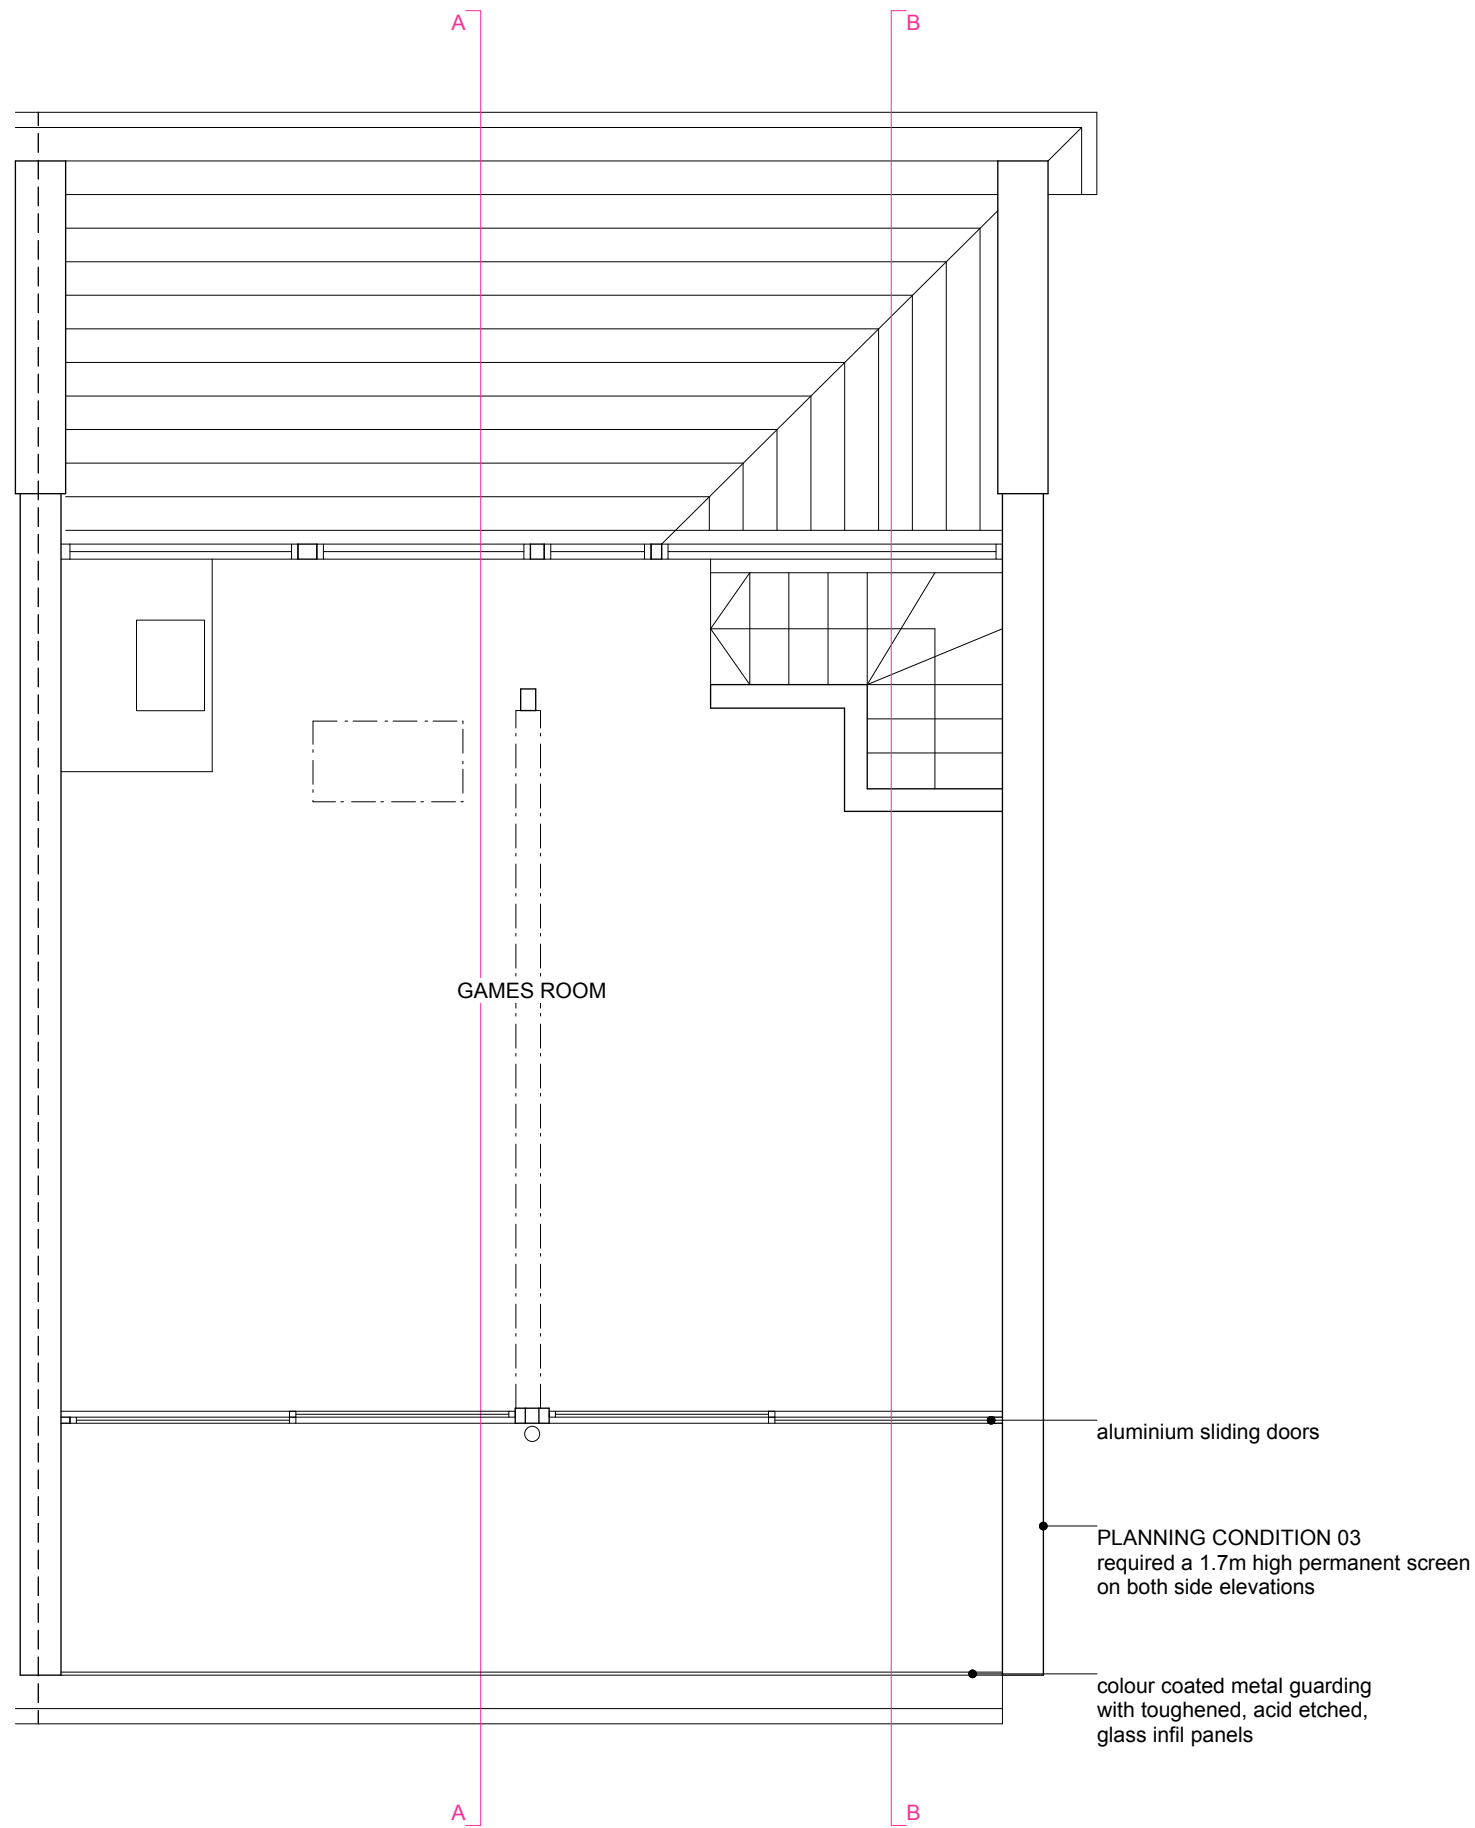 A
B
GAMES ROOM
aluminium sliding doors
PLANNING CONDITION 03
required a 1.7m high permanent screen
on both side elevations
colour coated metal guarding
with toughened, acid etched,
glass infil panels
A
B